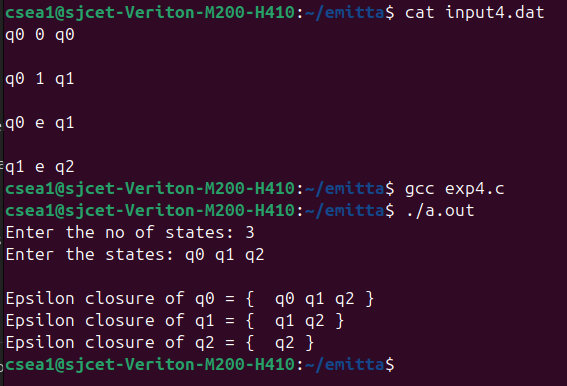 csea1@sjcet-Veriton-M200-H410:~/emitta$ cat input4.dat
q0 0 q0
q0 1 q1
q0 e q1
q1 e q2
csea1@sjcet-Veriton-M200-H410:~/emitta$ gcc exp4.c
csea1@sjcet-Veriton-M200-H410:~/emitta$ ./a.out
Enter the no of states: 3
Enter the states: q0 q1 q2
Epsilon closure of q0 = {  q0 q1 q2 }
Epsilon closure of q1 = {  q1 q2 }
Epsilon closure of q2 = {  q2 }
csea1@sjcet-Veriton-M200-H410:~/emitta$